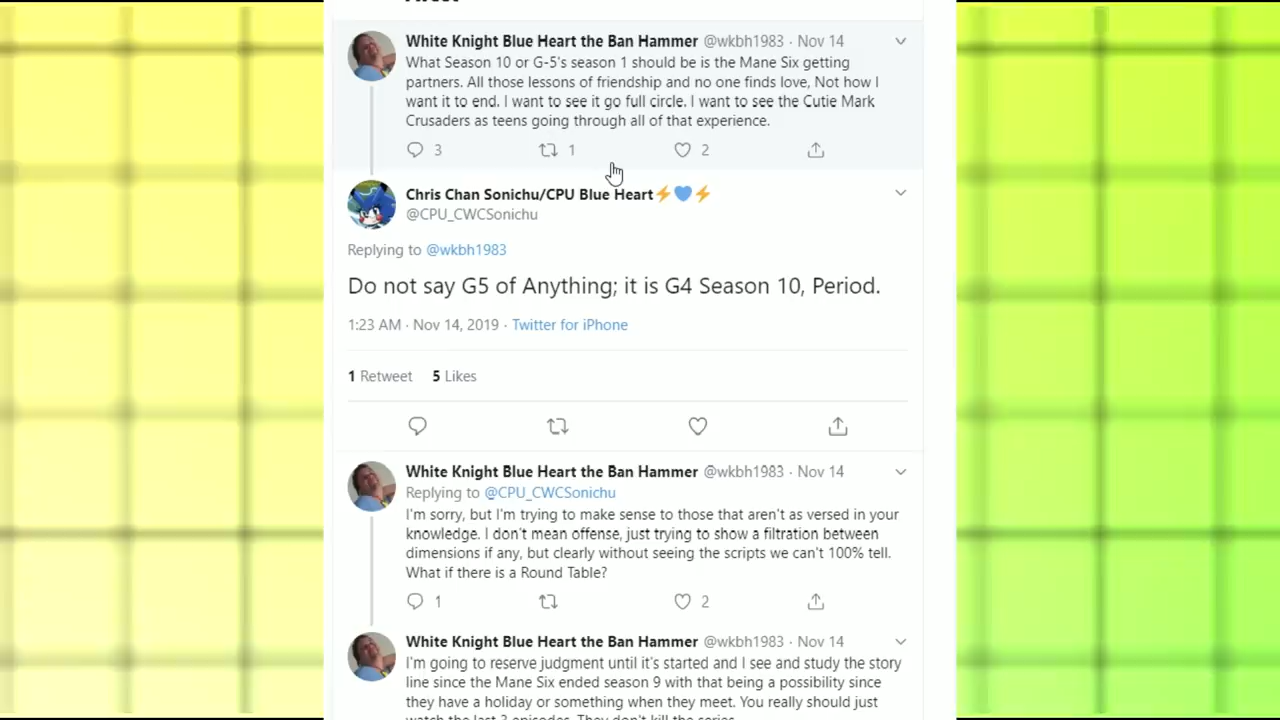 White Knight Blue Heart the Ban Hammer @wkbh1983 · Nov 14
What Season 10 or G-5's season 1 should be is the Mane Six getting
partners. All those lessons of friendship and no one finds love, Not how I
want it to end. I want to see it go full circle. I want to see the Cutie Mark
Crusaders as teens going through all of that experience.
3 1 2
Chris Chan Sonichu/CPU Blue Heart⚡💙⚡
@CPU_CWCSonichu
Replying to @wkbh1983
Do not say G5 of Anything; it is G4 Season 10, Period.
1:23 AM · Nov 14, 2019 · Twitter for iPhone
1 Retweet 5 Likes
White Knight Blue Heart the Ban Hammer @wkbh1983 · Nov 14
Replying to @CPU_CWCSonichu
I'm sorry, but I'm trying to make sense to those that aren't as versed in your
knowledge. I don't mean offense, just trying to show a filtration between
dimensions if any, but clearly without seeing the scripts we can't 100% tell.
What if there is a Round Table?
1 2
White Knight Blue Heart the Ban Hammer @wkbh1983 · Nov 14
I'm going to reserve judgment until it's started and I see and study the story
line since the Mane Six ended season 9 with that being a possibility since
they have a holiday or something when they meet. You really should just
watch the last 3 episodes. They don't kill the series